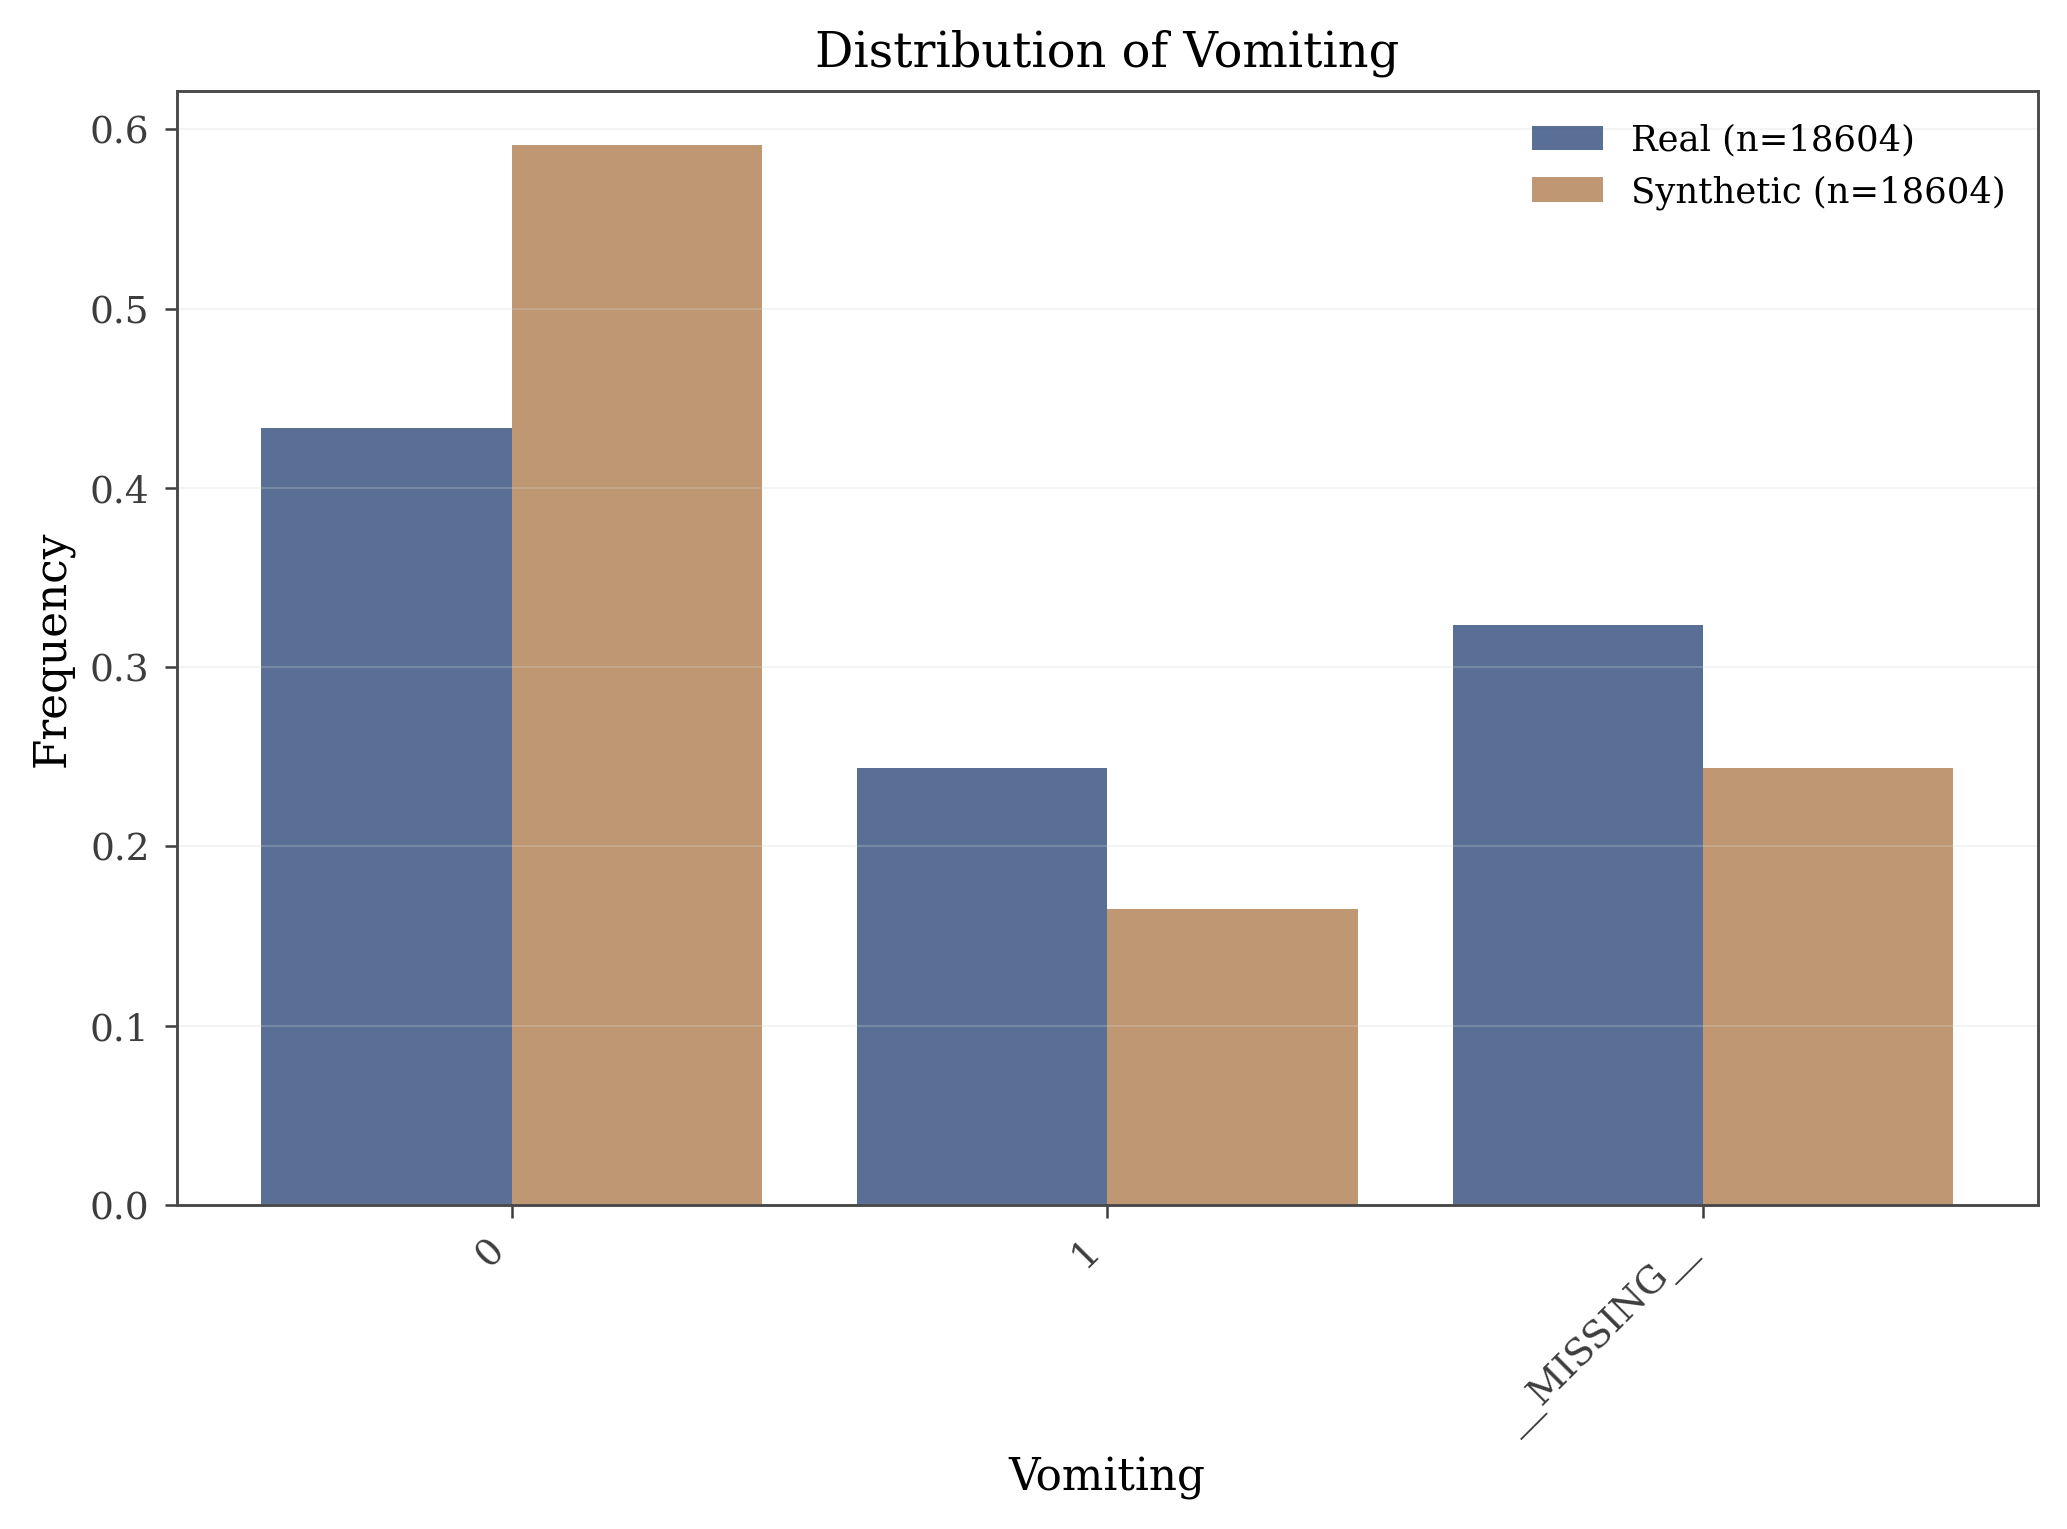 Distribution of Vomiting
Real (n=18604)
Synthetic (n=18604)
Frequency
0.6
0.5
0.4
0.3
0.2
0.1
0.0
0
1
__MISSING__
Vomiting